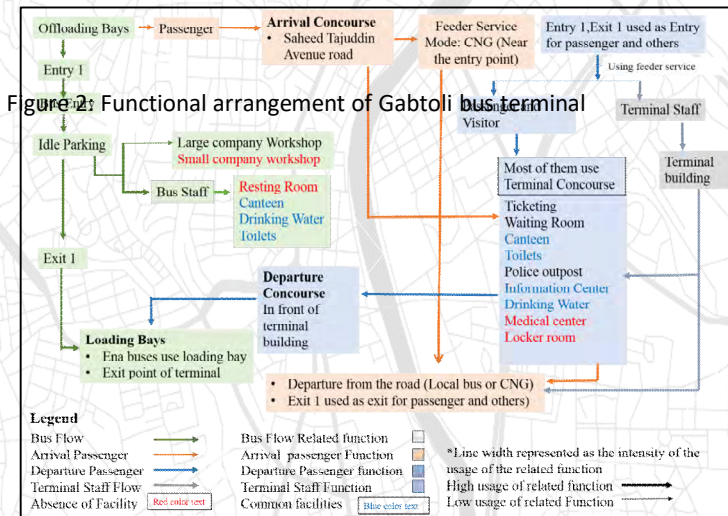 Offloading Bays
Passenger
Arrival Concourse
• Saheed Tajuddin
Avenue road
Feeder Service
Mode: CNG (Near
the entry point)
Entry 1,Exit 1 used as Entry
for passenger and others
Using feeder service
Entry 1
Figure 2: Functional arrangement of Gabtoli bus terminal
Bus Entry
Passenger and
Visitor
Terminal Staff
Idle Parking
Large company Workshop
Small company workshop
Bus Staff
Resting Room
Canteen
Drinking Water
Toilets
Most of them use
Terminal Concourse
Terminal
building
Ticketing
Waiting Room
Canteen
Toilets
Police outpost
Information Center
Drinking Water
Medical center
Locker room
Exit 1
Departure
Concourse
In front of
terminal
building
Loading Bays
• Ena buses use loading bay
• Exit point of terminal
• Departure from the road (Local bus or CNG)
• Exit 1 used as exit for passenger and others)
Legend
Bus Flow
Arrival Passenger
Departure Passenger
Terminal Staff Flow
Absence of Facility
Red color text
Bus Flow Related function
Arrival passenger Function
Departure Passenger function
Terminal Staff Function
Common facilities
Blue color text
*Line width represented as the intensity of the
usage of the related function
High usage of related function
Low usage of related Function